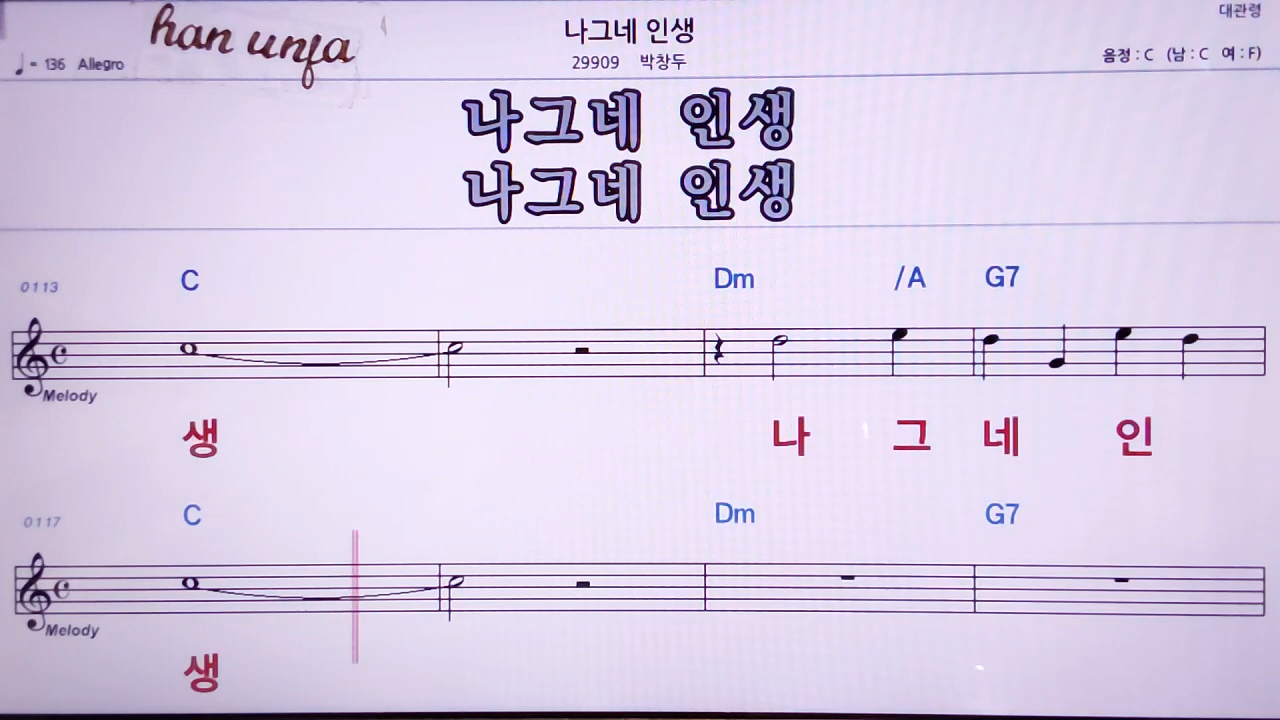 han unja
나그네 인생
대관령
♩= 136 Allegro
29909 박창두
음정 : C (남 : C 여 : F)
나그네 인생
나그네 인생
0113 C Dm /A G7
Melody
생 나 그 네 인
0117 C Dm G7
Melody
생